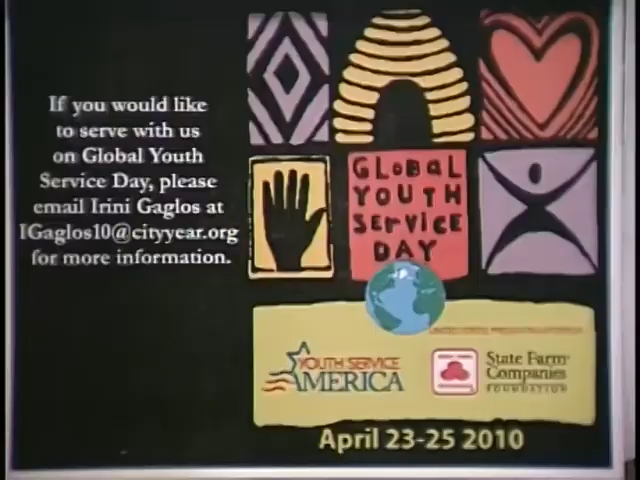 If you would like
to serve with us
on Global Youth
Service Day, please
email Irini Gaglos at
IGaglos10@cityyear.org
for more information.
GLOBAL
YOUTH
SERVICE
DAY
YOUTH SERVICE
AMERICA
State Farm
Companies
FOUNDATION
April 23-25 2010